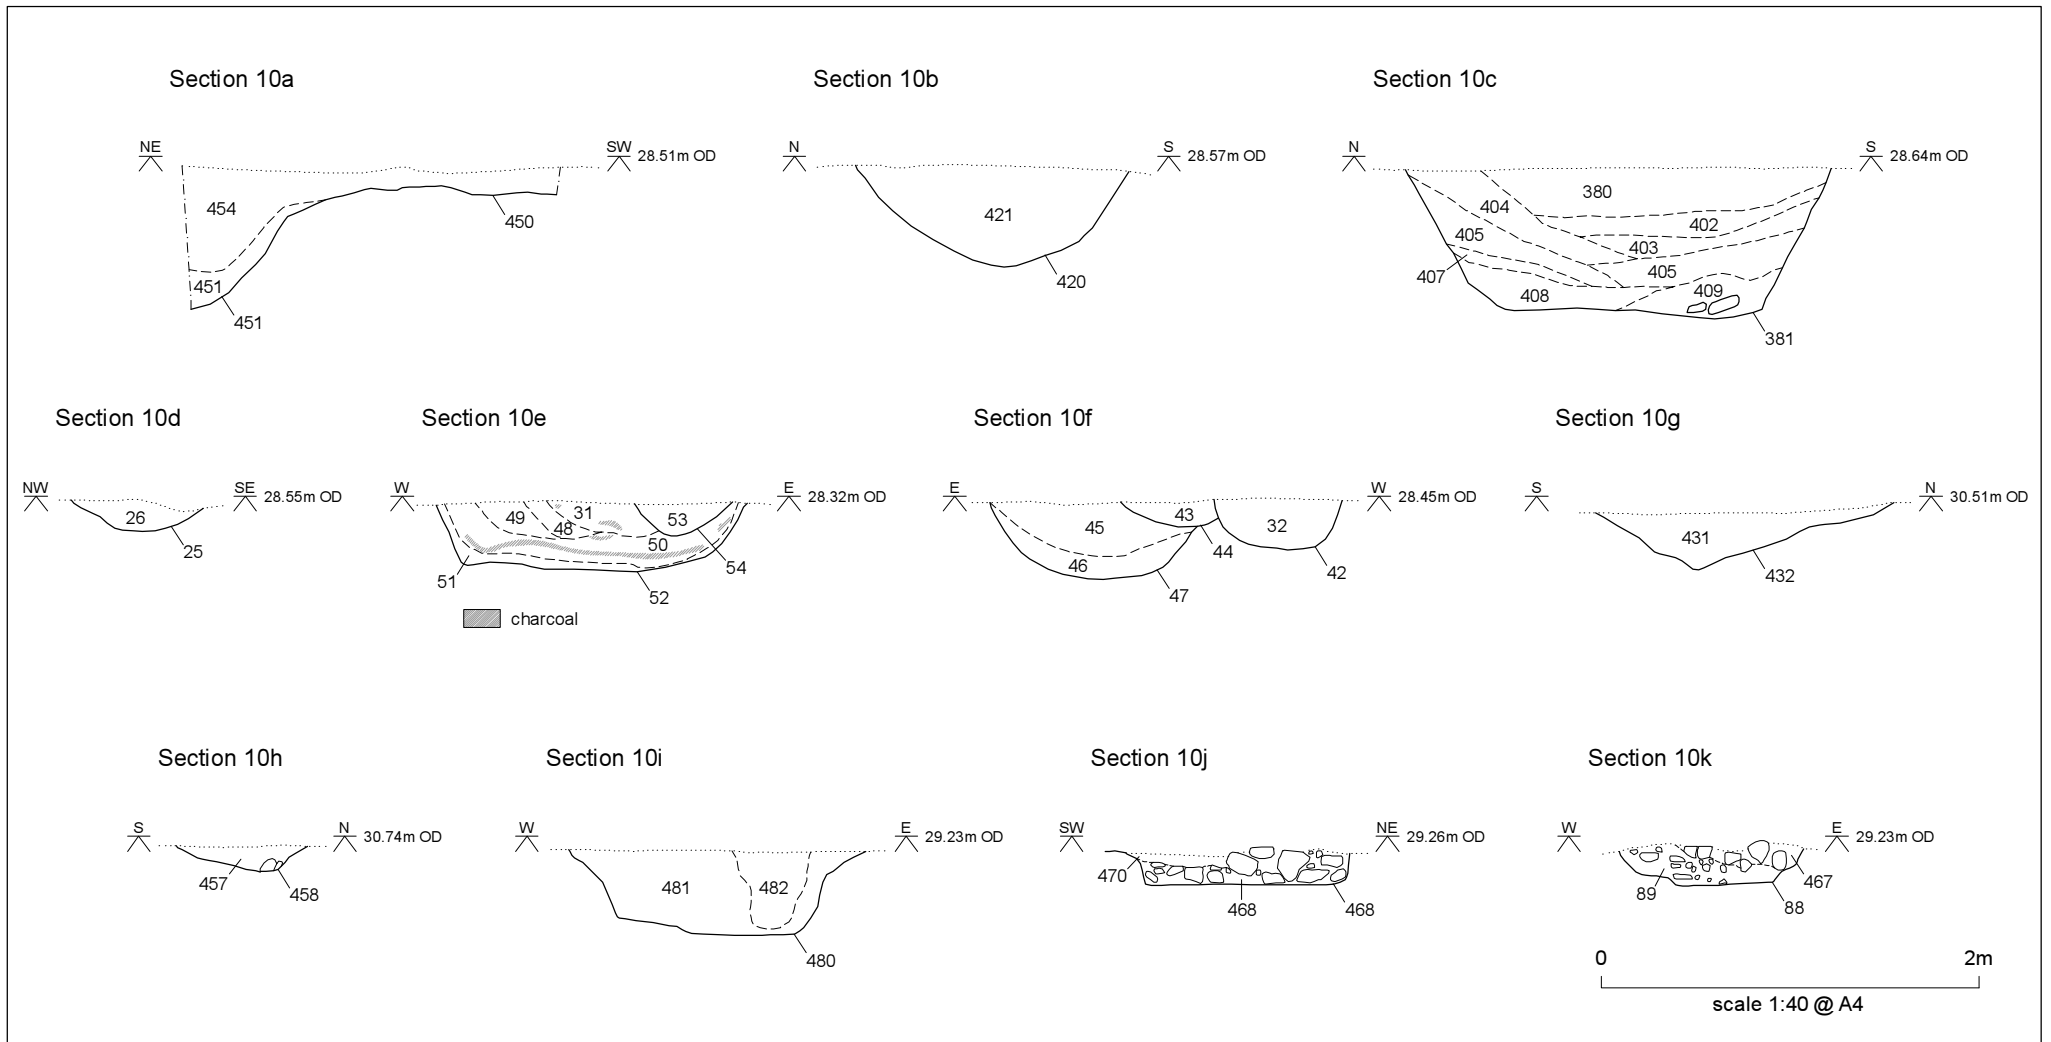 Section 10a
NE
SW
28.51m OD
454
451
451
450
Section 10b
N
S
28.57m OD
421
420
Section 10c
N
S
28.64m OD
380
404
402
405
403
407
405
408
409
381
Section 10d
NW
SE
28.55m OD
26
25
Section 10e
W
E
28.32m OD
49
31
48
53
50
51
54
52
charcoal
Section 10f
E
W
28.45m OD
45
43
32
46
44
47
42
Section 10g
S
N
30.51m OD
431
432
Section 10h
S
N
30.74m OD
457
458
Section 10i
W
E
29.23m OD
481
482
480
Section 10j
SW
NE
29.26m OD
470
468
468
Section 10k
W
E
29.23m OD
89
467
88
0
2m
scale 1:40 @ A4